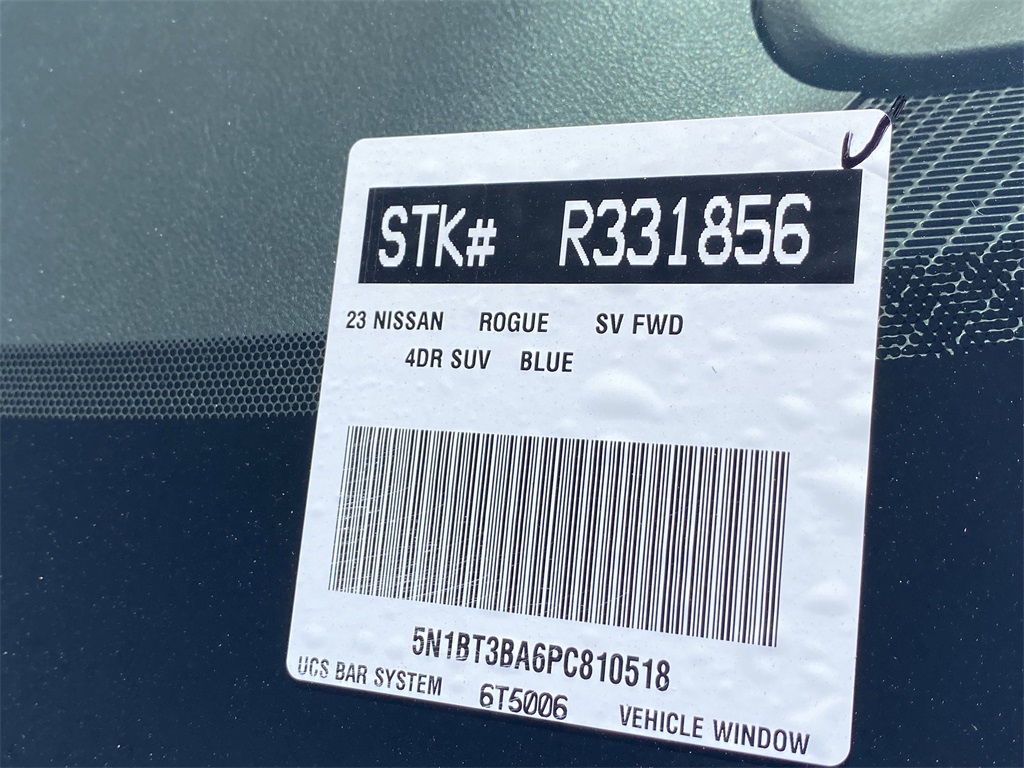 STK# R331856
23 NISSAN ROGUE SV FWD
4DR SUV BLUE
5N1BT3BA6PC810518
UCS BAR SYSTEM 6T5006 VEHICLE WINDOW